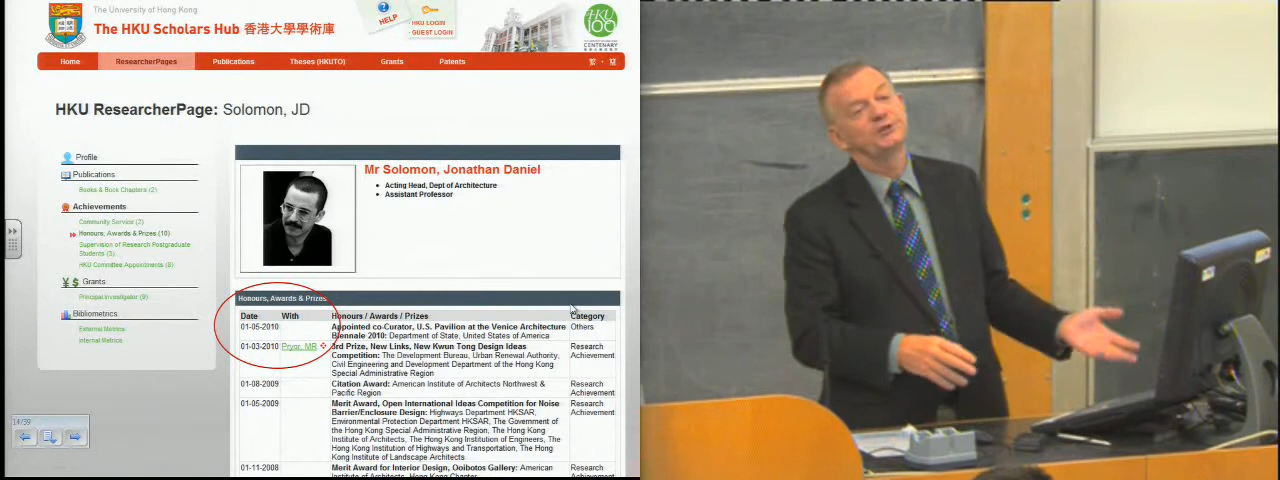 The University of Hong Kong
The HKU Scholars Hub 香港大學學術庫
HELP
HKU LOGIN
GUEST LOGIN
HKU
100
CENTENARY
Home ResearcherPages Publications Theses (HKUTO) Grants Patents
HKU ResearcherPage: Solomon, JD
Profile
Publications
Books & Book Chapters (2)
Achievements
Community Service (2)
Honours, Awards & Prizes (10)
Supervision of Research Postgraduate
Students (3)
HKU Committee Appointments (8)
¥ $ Grants
Principal Investigator (9)
Bibliometrics
External Metrics
Internal Metrics
14/39
Mr Solomon, Jonathan Daniel
Acting Head, Dept of Architecture
Assistant Professor
Honours, Awards & Prizes
Date With Honours / Awards / Prizes Category
01-05-2010 Appointed co-Curator, U.S. Pavilion at the Venice Architecture Others
Biennale 2010: Department of State, United States of America
01-03-2010 Pryor, MR 3rd Prize, New Links, New Kwun Tong Design Ideas Research
Competition: The Development Bureau, Urban Renewal Authority, Achievement
Civil Engineering and Development Department of the Hong Kong
Special Administrative Region
01-08-2009 Citation Award: American Institute of Architects Northwest & Research
Pacific Region Achievement
01-05-2009 Merit Award, Open International Ideas Competition for Noise Research
Barrier/Enclosure Design: Highways Department HKSAR, Achievement
Environmental Protection Department HKSAR, The Government of
the Hong Kong Special Administrative Region, The Hong Kong
Institute of Architects, The Hong Kong Institution of Engineers, The
Hong Kong Institution of Highways and Transportation, The Hong
Kong Institute of Landscape Architects
01-11-2008 Merit Award for Interior Design, Ooibotos Gallery: American Research
Institute of Architects, Hong Kong Chapter Achievement